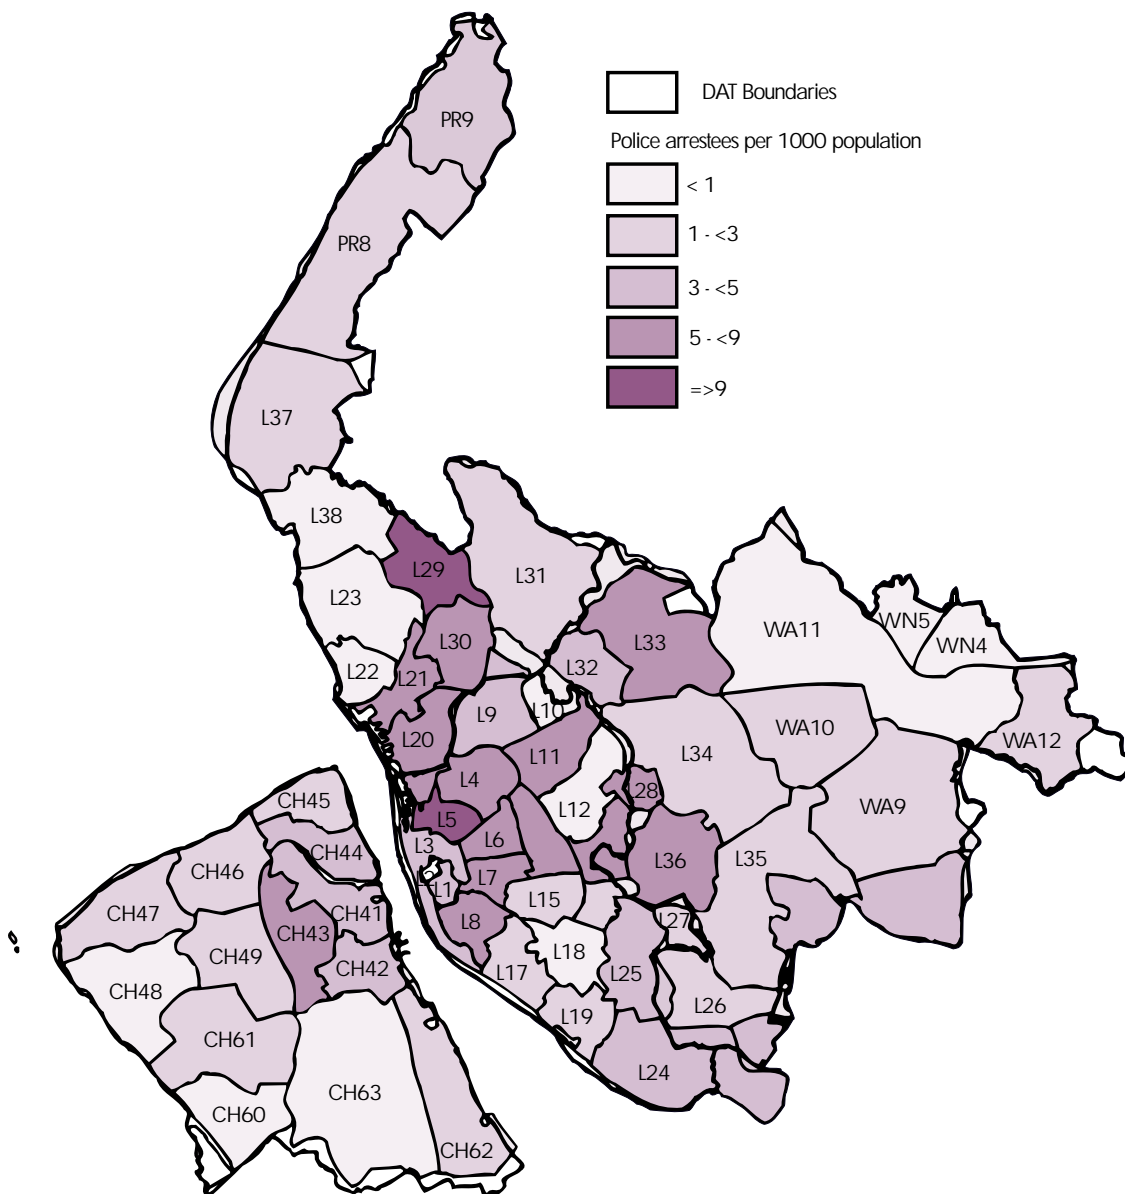 PR9
DAT Boundaries
Police arrestees per 1000 population
< 1
1 - <3
3 - <5
5 - <9
=>9
PR8
L37
L38
L29
L31
L23
L30
L33
WA11
WN5
WN4
L22
L21
L32
L10
L9
L20
L11
L34
WA10
WA12
L4
L28
CH45
L5
L12
WA9
CH44
L3
L6
L36
L35
CH46
L2
L1
L7
L15
CH47
CH41
CH43
L8
L27
CH49
CH42
L18
L17
L25
CH48
L26
CH61
L19
L24
CH63
CH60
CH62